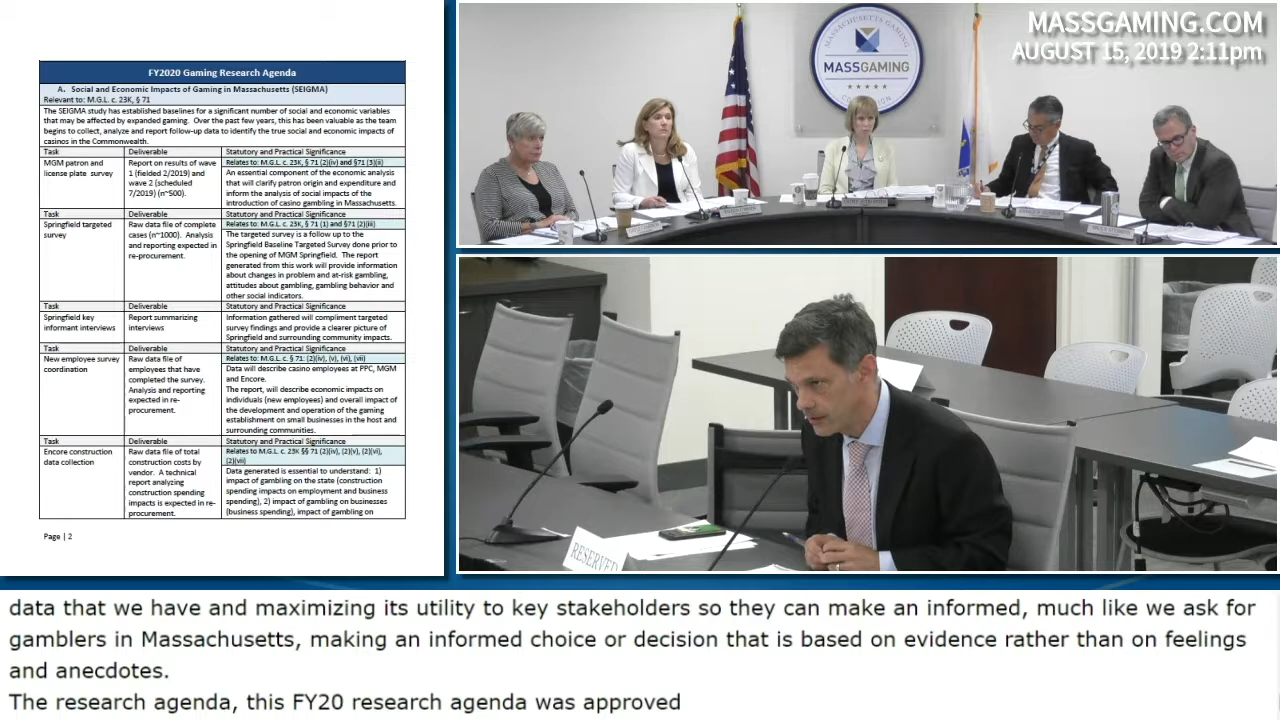 FY2020 Gaming Research Agenda
A. Social and Economic Impacts of Gaming in Massachusetts (SEIGMA)
Relevant to: M.G.L. c. 23K, § 71
The SEIGMA study has established baselines for a significant number of social and economic variables
that may be affected by expanded gaming. Over the past few years, this has been valuable as the team
begins to collect, analyze and report follow-up data to identify the true social and economic impacts of
casinos in the Commonwealth.
Task Deliverable Statutory and Practical Significance
MGM patron and
license plate survey
Report on results of wave
1 (fielded 2/2019) and
wave 2 (scheduled
7/2019) (n~500).
Relates to: M.G.L. c. 23K, § 71 (2)(iv) and §71 (3)(ii)
An essential component of the economic analysis
that will clarify patron origin and expenditure and
inform the analysis of social impacts of the
introduction of casino gambling in Massachusetts.
Task Deliverable Statutory and Practical Significance
Springfield targeted
survey
Raw data file of complete
cases (n~1000). Analysis
and reporting expected in
re-procurement.
Relates to: M.G.L. c. 23K, § 71 (1) and §71 (2)(iii)
The targeted survey is a follow up to the
Springfield Baseline Targeted Survey done prior to
the opening of MGM Springfield. The report
generated from this work will provide information
about changes in problem and at-risk gambling,
attitudes about gambling, gambling behavior and
other social indicators.
Task Deliverable Statutory and Practical Significance
Springfield key
informant interviews
Report summarizing
interviews
Information gathered will compliment targeted
survey findings and provide a clearer picture of
Springfield and surrounding community impacts.
Task Deliverable Statutory and Practical Significance
New employee survey
coordination
Raw data file of
employees that have
completed the survey.
Analysis and reporting
expected in re-
procurement.
Relates to: M.G.L. c. § 71: (2)(iv), (v), (vi), (vii)
Data will describe casino employees at PPC, MGM
and Encore.
The report, will describe economic impacts on
individuals (new employees) and overall impact of
the development and operation of the gaming
establishment on small businesses in the host and
surrounding communities.
Task Deliverable Statutory and Practical Significance
Encore construction
data collection
Raw data file of total
construction costs by
vendor. A technical
report analyzing
construction spending
impacts is expected in re-
procurement.
Relates to M.G.L. c. 23K §§ 71 (2)(iv), (2)(v), (2)(vi),
(2)(vii)
Data generated is essential to understand: 1)
impact of gambling on the state (construction
spending impacts on employment and business
spending), 2) impact of gambling on businesses
(business spending), impact of gambling on
Page | 2
MASSGAMING.COM
AUGUST 15, 2019 2:11pm
MASSACHUSETTS GAMING
MASSGAMING
COMMISSION
RESERVED
data that we have and maximizing its utility to key stakeholders so they can make an informed, much like we ask for
gamblers in Massachusetts, making an informed choice or decision that is based on evidence rather than on feelings
and anecdotes.
The research agenda, this FY20 research agenda was approved